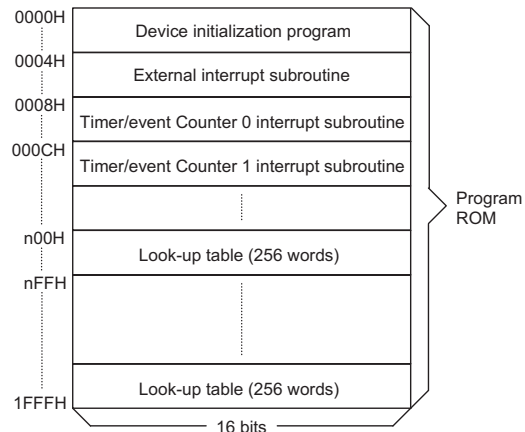 0000H
Device initialization program
0004H
External interrupt subroutine
0008H
Timer/event Counter 0 interrupt subroutine
000CH
Timer/event Counter 1 interrupt subroutine
Program
ROM
n00H
Look-up table (256 words)
nFFH
Look-up table (256 words)
1FFFH
16 bits